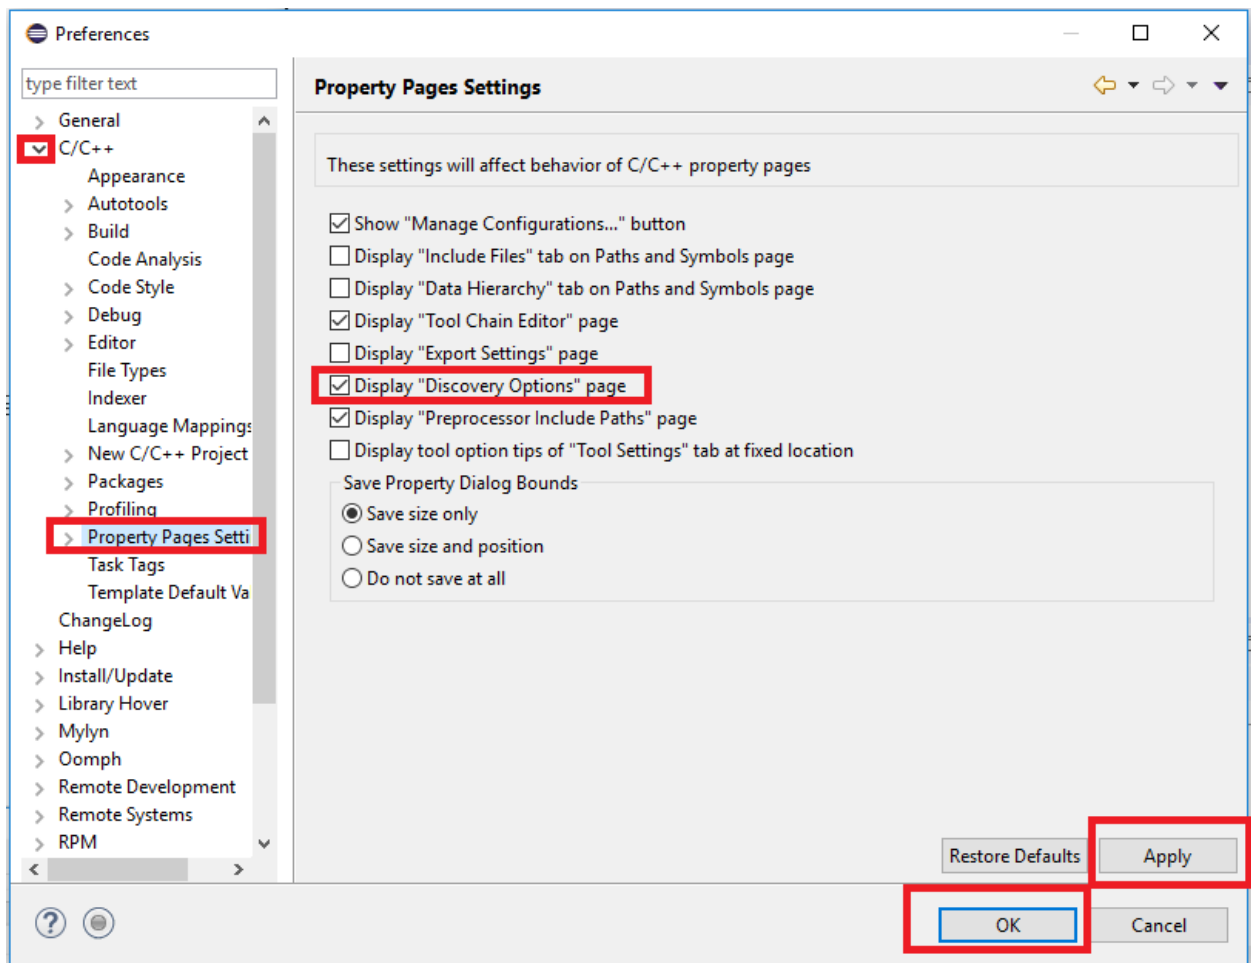 Preferences
type filter text
General
C/C++
Appearance
Autotools
Build
Code Analysis
Code Style
Debug
Editor
File Types
Indexer
Language Mappings
New C/C++ Project
Packages
Profiling
Property Pages Setti
Task Tags
Template Default Va
ChangeLog
Help
Install/Update
Library Hover
Mylyn
Oomph
Remote Development
Remote Systems
RPM
Property Pages Settings
These settings will affect behavior of C/C++ property pages
Show "Manage Configurations..." button
Display "Include Files" tab on Paths and Symbols page
Display "Data Hierarchy" tab on Paths and Symbols page
Display "Tool Chain Editor" page
Display "Export Settings" page
Display "Discovery Options" page
Display "Preprocessor Include Paths" page
Display tool option tips of "Tool Settings" tab at fixed location
Save Property Dialog Bounds
Save size only
Save size and position
Do not save at all
Restore Defaults Apply
? OK Cancel